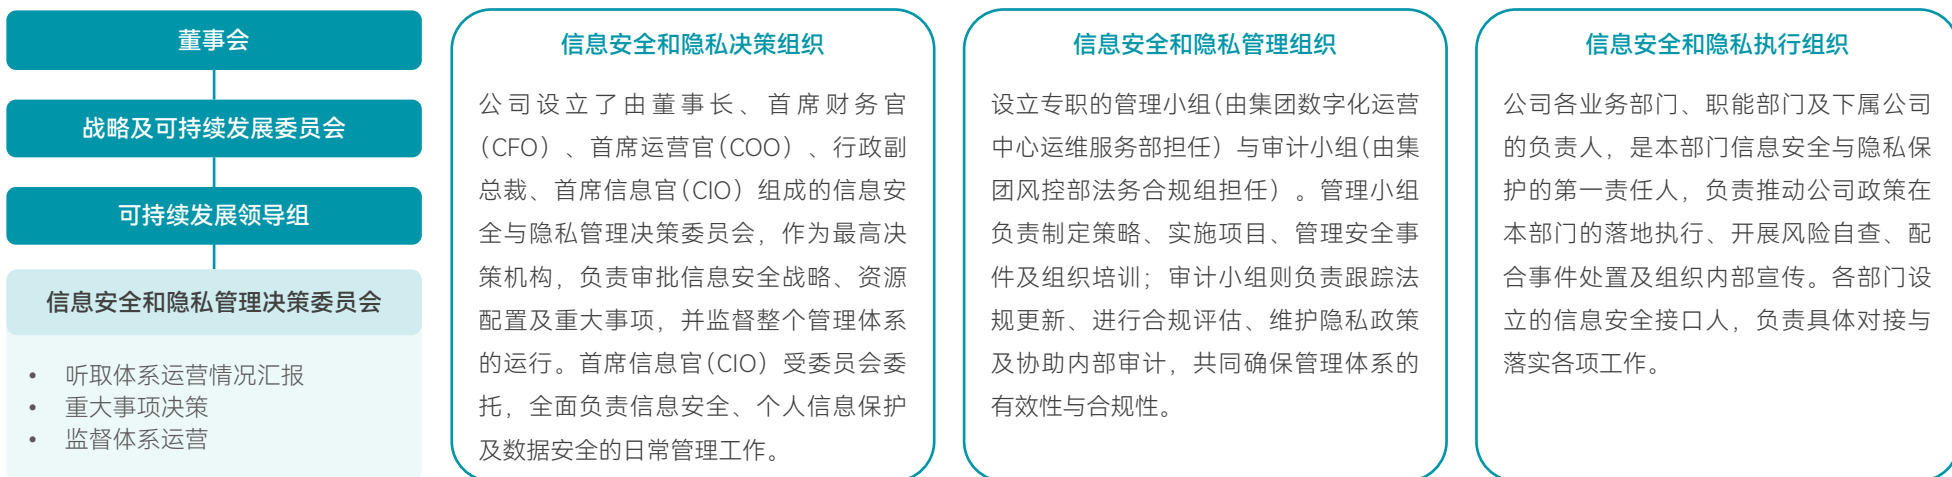 董事会
战略及可持续发展委员会
可持续发展领导组
信息安全和隐私管理决策委员会
• 听取体系运营情况汇报
• 重大事项决策
• 监督体系运营
信息安全和隐私决策组织
公司设立了由董事长、首席财务官
（CFO）、首席运营官（COO）、行政副
总裁、首席信息官（CIO）组成的信息安
全与隐私管理决策委员会，作为最高决
策机构，负责审批信息安全战略、资源
配置及重大事项，并监督整个管理体系
的运行。首席信息官（CIO）受委员会委
托，全面负责信息安全、个人信息保护
及数据安全的日常管理工作。
信息安全和隐私管理组织
设立专职的管理小组（由集团数字化运营
中心运维服务部担任）与审计小组（由集
团风控部法务合规组担任）。管理小组
负责制定策略、实施项目、管理安全事
件及组织培训；审计小组则负责跟踪法
规更新、进行合规评估、维护隐私政策
及协助内部审计，共同确保管理体系的
有效性与合规性。
信息安全和隐私执行组织
公司各业务部门、职能部门及下属公司
的负责人，是本部门信息安全与隐私保
护的第一责任人，负责推动公司政策在
本部门的落地执行、开展风险自查、配
合事件处置及组织内部宣传。各部门设
立的信息安全接口人，负责具体对接与
落实各项工作。